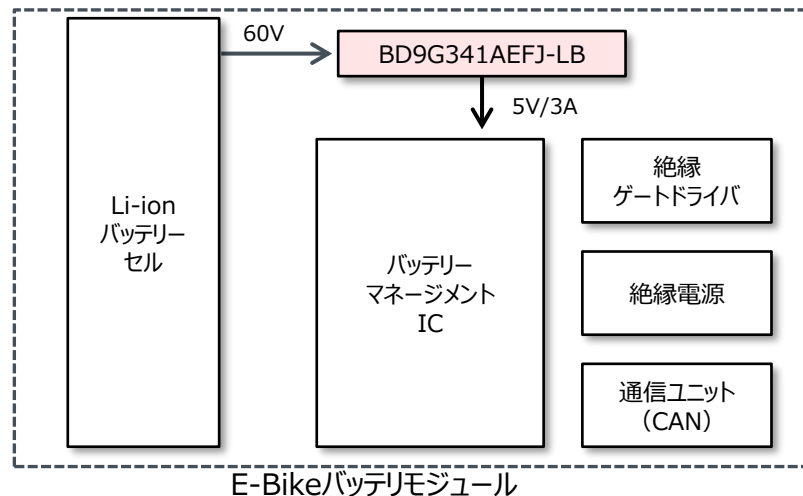 60V
BD9G341AEFJ-LB
5V/3A
Li-ion
バッテリー
セル
バッテリー
マネージメント
IC
絶縁
ゲートドライバ
絶縁電源
通信ユニット
（CAN）
E-Bikeバッテリモジュール